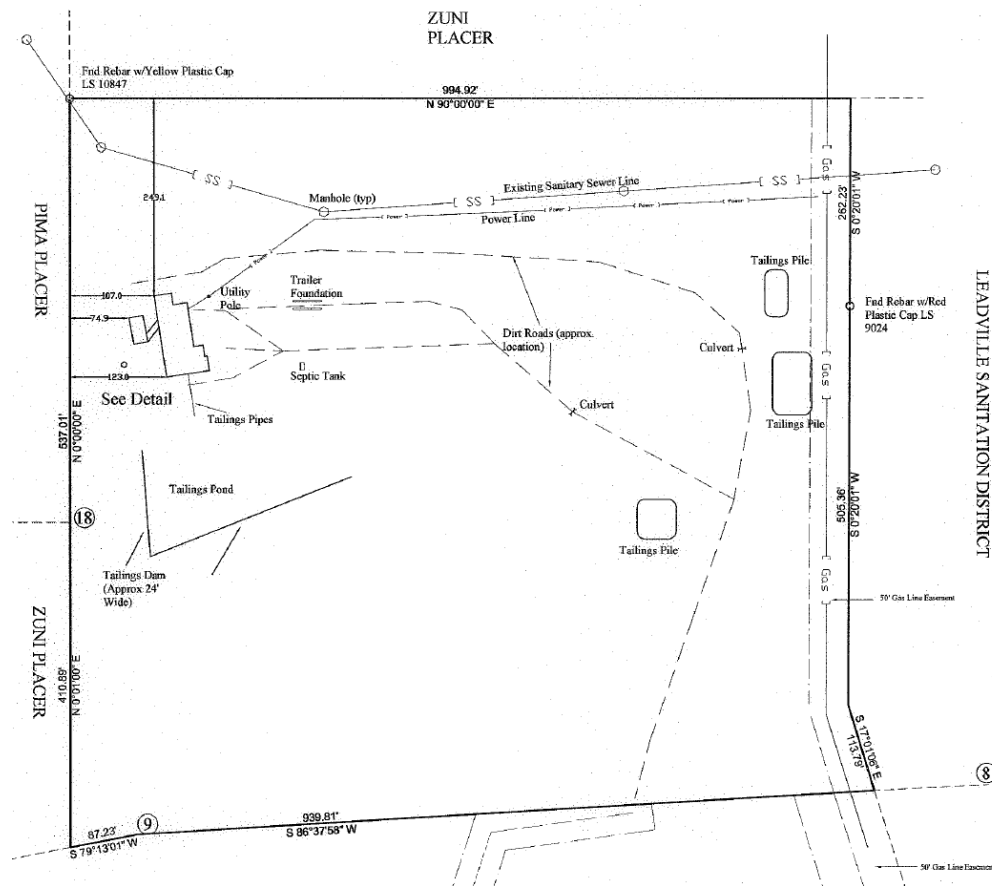 ZUNI
PLACER
Fnd Rebar w/Yellow Plastic Cap
LS 10847
994.92'
N 90°00'00" E
Gas
SS
Existing Sanitary Sewer Line
SS
SS
249.1
Manhole (typ)
Power
Power
Power
Power
Power Line
262.23'
S 0°20'01" W
PIMA PLACER
Power
Tailings Pile
LEADVILLE SANITATION DISTRICT
167.0
Utility
Pole
Trailer
Foundation
Fnd Rebar w/Red
Plastic Cap LS
9024
74.9
Dirt Roads (approx.
location)
Culvert
Gas
123.0
Septic Tank
See Detail
Culvert
Tailings Pipes
Tailings Pile
537.01'
N 0°00'00" E
Tailings Pond
505.36'
S 0°20'01" W
18
Tailings Pile
Tailings Dam
(Approx 24'
Wide)
Gas
50' Gas Line Easement
ZUNI PLACER
410.89'
N 0°01'00" E
S 17°01'06" E
113.79'
8
87.23'
S 79°13'01" W
9
939.81'
S 86°37'58" W
50' Gas Line Easement